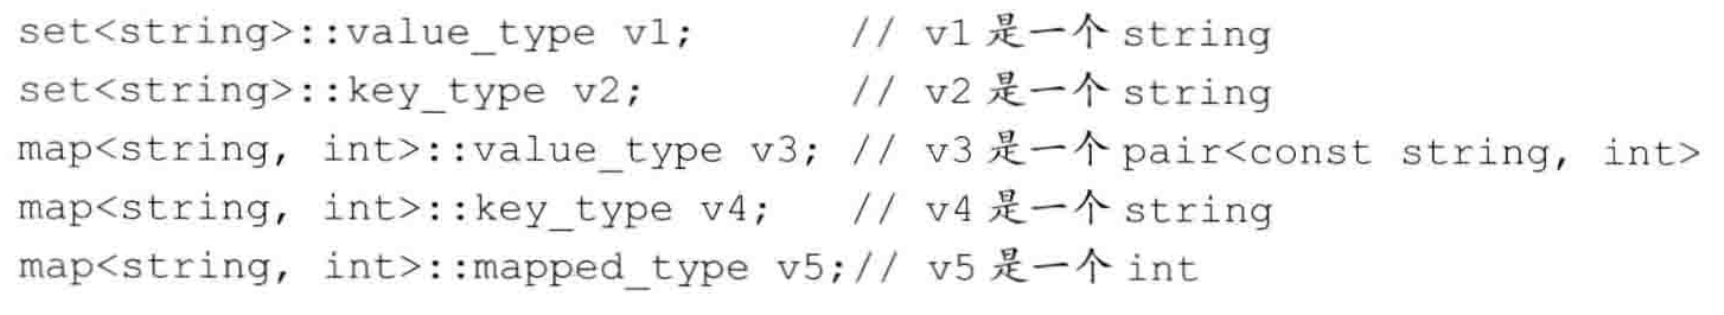 set<string>::value_type v1; // v1 是一个 string
set<string>::key_type v2; // v2 是一个 string
map<string, int>::value_type v3; // v3 是一个 pair<const string, int>
map<string, int>::key_type v4; // v4 是一个 string
map<string, int>::mapped_type v5;// v5 是一个 int